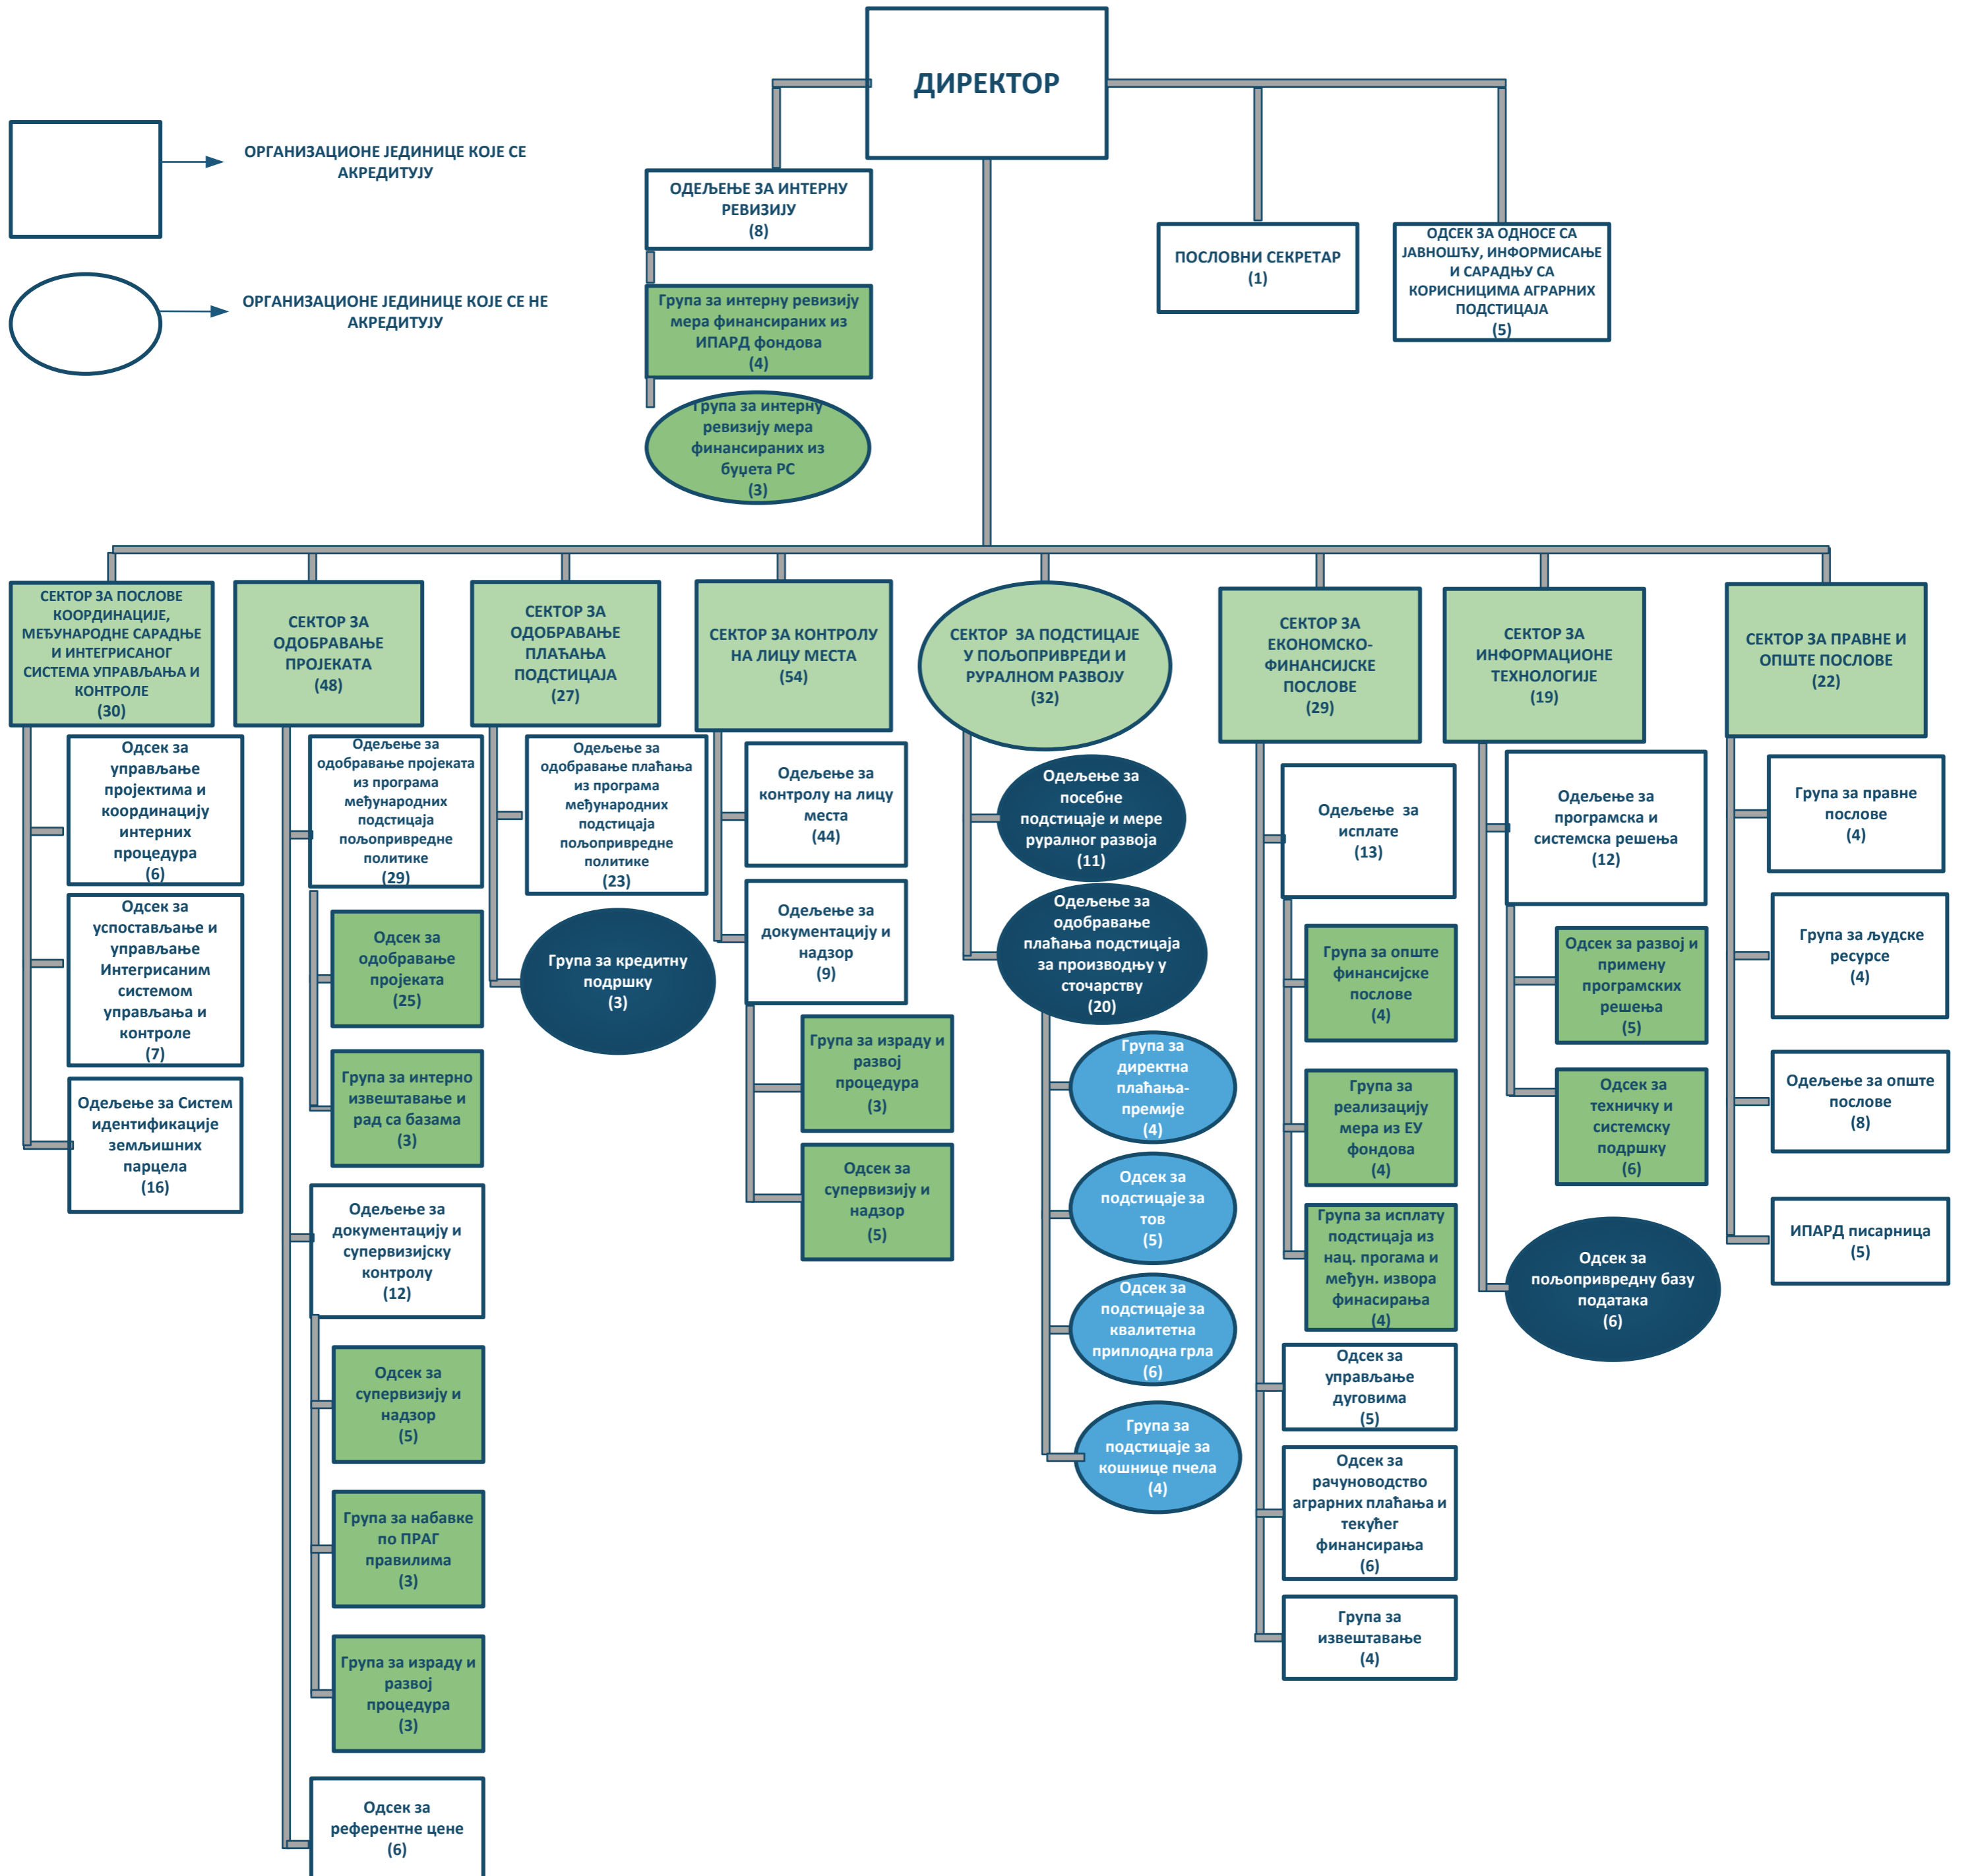 ДИРЕКТОР
ОРГАНИЗАЦИОНЕ ЈЕДИНИЦЕ КОЈЕ СЕ
АКРЕДИТУЈУ
ОРГАНИЗАЦИОНЕ ЈЕДИНИЦЕ КОЈЕ СЕ НЕ
АКРЕДИТУЈУ
ОДЕЉЕЊЕ ЗА ИНТЕРНУ
РЕВИЗИЈУ
(8)
Група за интерну ревизију
мера финансираних из
ИПАРД фондова
(4)
Група за интерну
ревизију мера
финансираних из
буџета РС
(3)
ПОСЛОВНИ СЕКРЕТАР
(1)
ОДСЕК ЗА ОДНОСЕ СА
ЈАВНОШЋУ, ИНФОРМИСАЊЕ
И САРАДЊУ СА
КОРИСНИЦИМА АГРАРНИХ
ПОДСТИЦАЈА
(5)
СЕКТОР ЗА ПОСЛОВЕ
КООРДИНАЦИЈЕ,
МЕЂУНАРОДНЕ САРАДЊЕ
И ИНТЕГРИСАНОГ
СИСТЕМА УПРАВЉАЊА И
КОНТРОЛЕ
(30)
Одсек за
управљање
пројектима и
координацију
интерних
процедура
(6)
Одсек за
успостављање и
управљање
Интегрисаним
системом
управљања и
контроле
(7)
Одељење за Систем
идентификације
земљишних
парцела
(16)
СЕКТОР ЗА
ОДОБРАВАЊЕ
ПРОЈЕКАТА
(48)
Одељење за
одобравање пројеката
из програма
међународних
подстицаја
пољопривредне
политике
(29)
Одсек за
одобравање
пројеката
(25)
Група за интерно
извештавање и
рад са базама
(3)
Одељење за
документацију и
супервизијску
контролу
(12)
Одсек за
супервизију и
надзор
(5)
Група за набавке
по ПРАГ
правилима
(3)
Група за израду и
развој
процедура
(3)
Одсек за
референтне цене
(6)
СЕКТОР ЗА
ОДОБРАВАЊЕ
ПЛАЋАЊА
ПОДСТИЦАЈА
(27)
Одељење за
одобравање плаћања
из програма
међународних
подстицаја
пољопривредне
политике
(23)
Група за кредитну
подршку
(3)
СЕКТОР ЗА КОНТРОЛУ
НА ЛИЦУ МЕСТА
(54)
Одељење за
контролу на лицу
места
(44)
Одељење за
документацију и
надзор
(9)
Група за израду и
развој
процедура
(3)
Одсек за
супервизију и
надзор
(5)
СЕКТОР ЗА ПОДСТИЦАЈЕ
У ПОЉОПРИВРЕДИ И
РУРАЛНОМ РАЗВОЈУ
(32)
Одељење за
посебне
подстицаје и мере
руралног развоја
(11)
Одељење за
одобравање
плаћања подстицаја
за производњу у
сточарству
(20)
Група за
директна
плаћања-
премије
(4)
Одсек за
подстицаје за
тов
(5)
Одсек за
подстицаје за
квалитетна
приплодна грла
(6)
Група за
подстицаје за
кошнице пчела
(4)
СЕКТОР ЗА
ЕКОНОМСКО-
ФИНАНСИЈСКЕ
ПОСЛОВЕ
(29)
Одељење за
исплате
(13)
Група за опште
финансијске
послове
(4)
Група за
реализацију
мера из ЕУ
фондова
(4)
Група за исплату
подстицаја из
нац. прогама и
међун. извора
финасирања
(4)
Одсек за
управљање
дуговима
(5)
Одсек за
рачуноводство
аграрних плаћања и
текућег
финансирања
(6)
Група за
извештавање
(4)
СЕКТОР ЗА
ИНФОРМАЦИОНЕ
ТЕХНОЛОГИЈЕ
(19)
Одељење за
програмска и
системска решења
(12)
Одсек за развој и
примену
програмских
решења
(5)
Одсек за
техничку и
системску
подршку
(6)
Одсек за
пољопривредну базу
података
(6)
СЕКТОР ЗА ПРАВНЕ И
ОПШТЕ ПОСЛОВЕ
(22)
Група за правне
послове
(4)
Група за људске
ресурсе
(4)
Одељење за опште
послове
(8)
ИПАРД писарница
(5)